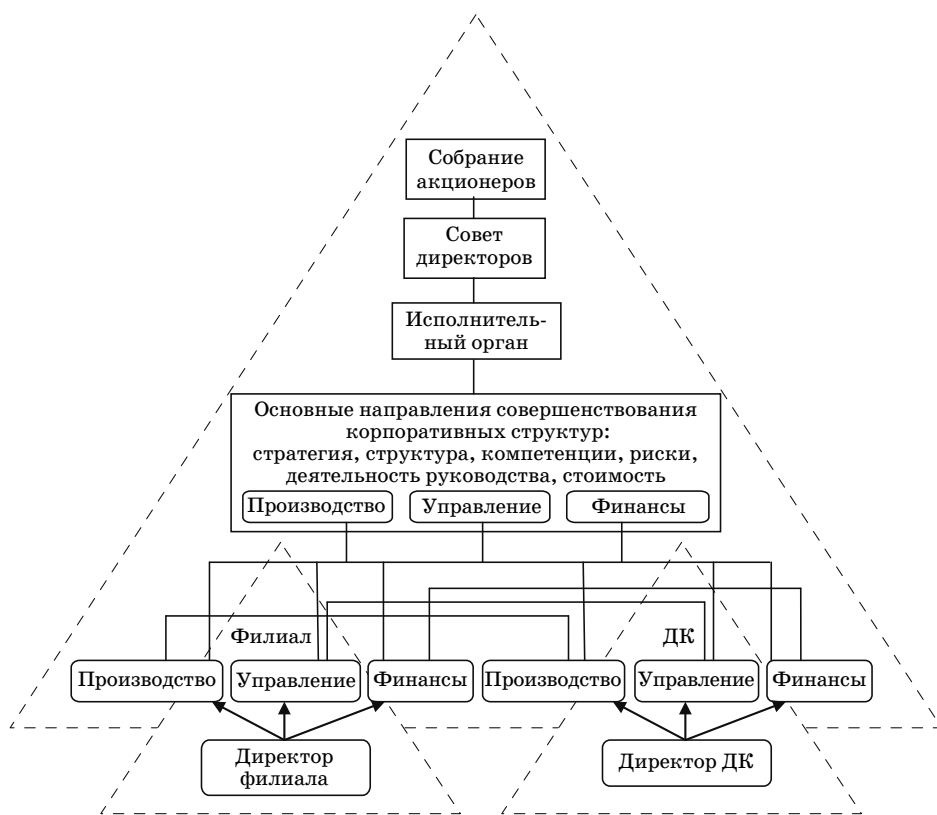 Собрание
акционеров
Совет
директоров
Исполнитель-
ный орган
Основные направления совершенствования
корпоративных структур:
стратегия, структура, компетенции, риски,
деятельность руководства, стоимость
Производство
Управление
Финансы
Филиал
ДК
Производство
Управление
Финансы
Производство
Управление
Финансы
Директор
филиала
Директор ДК